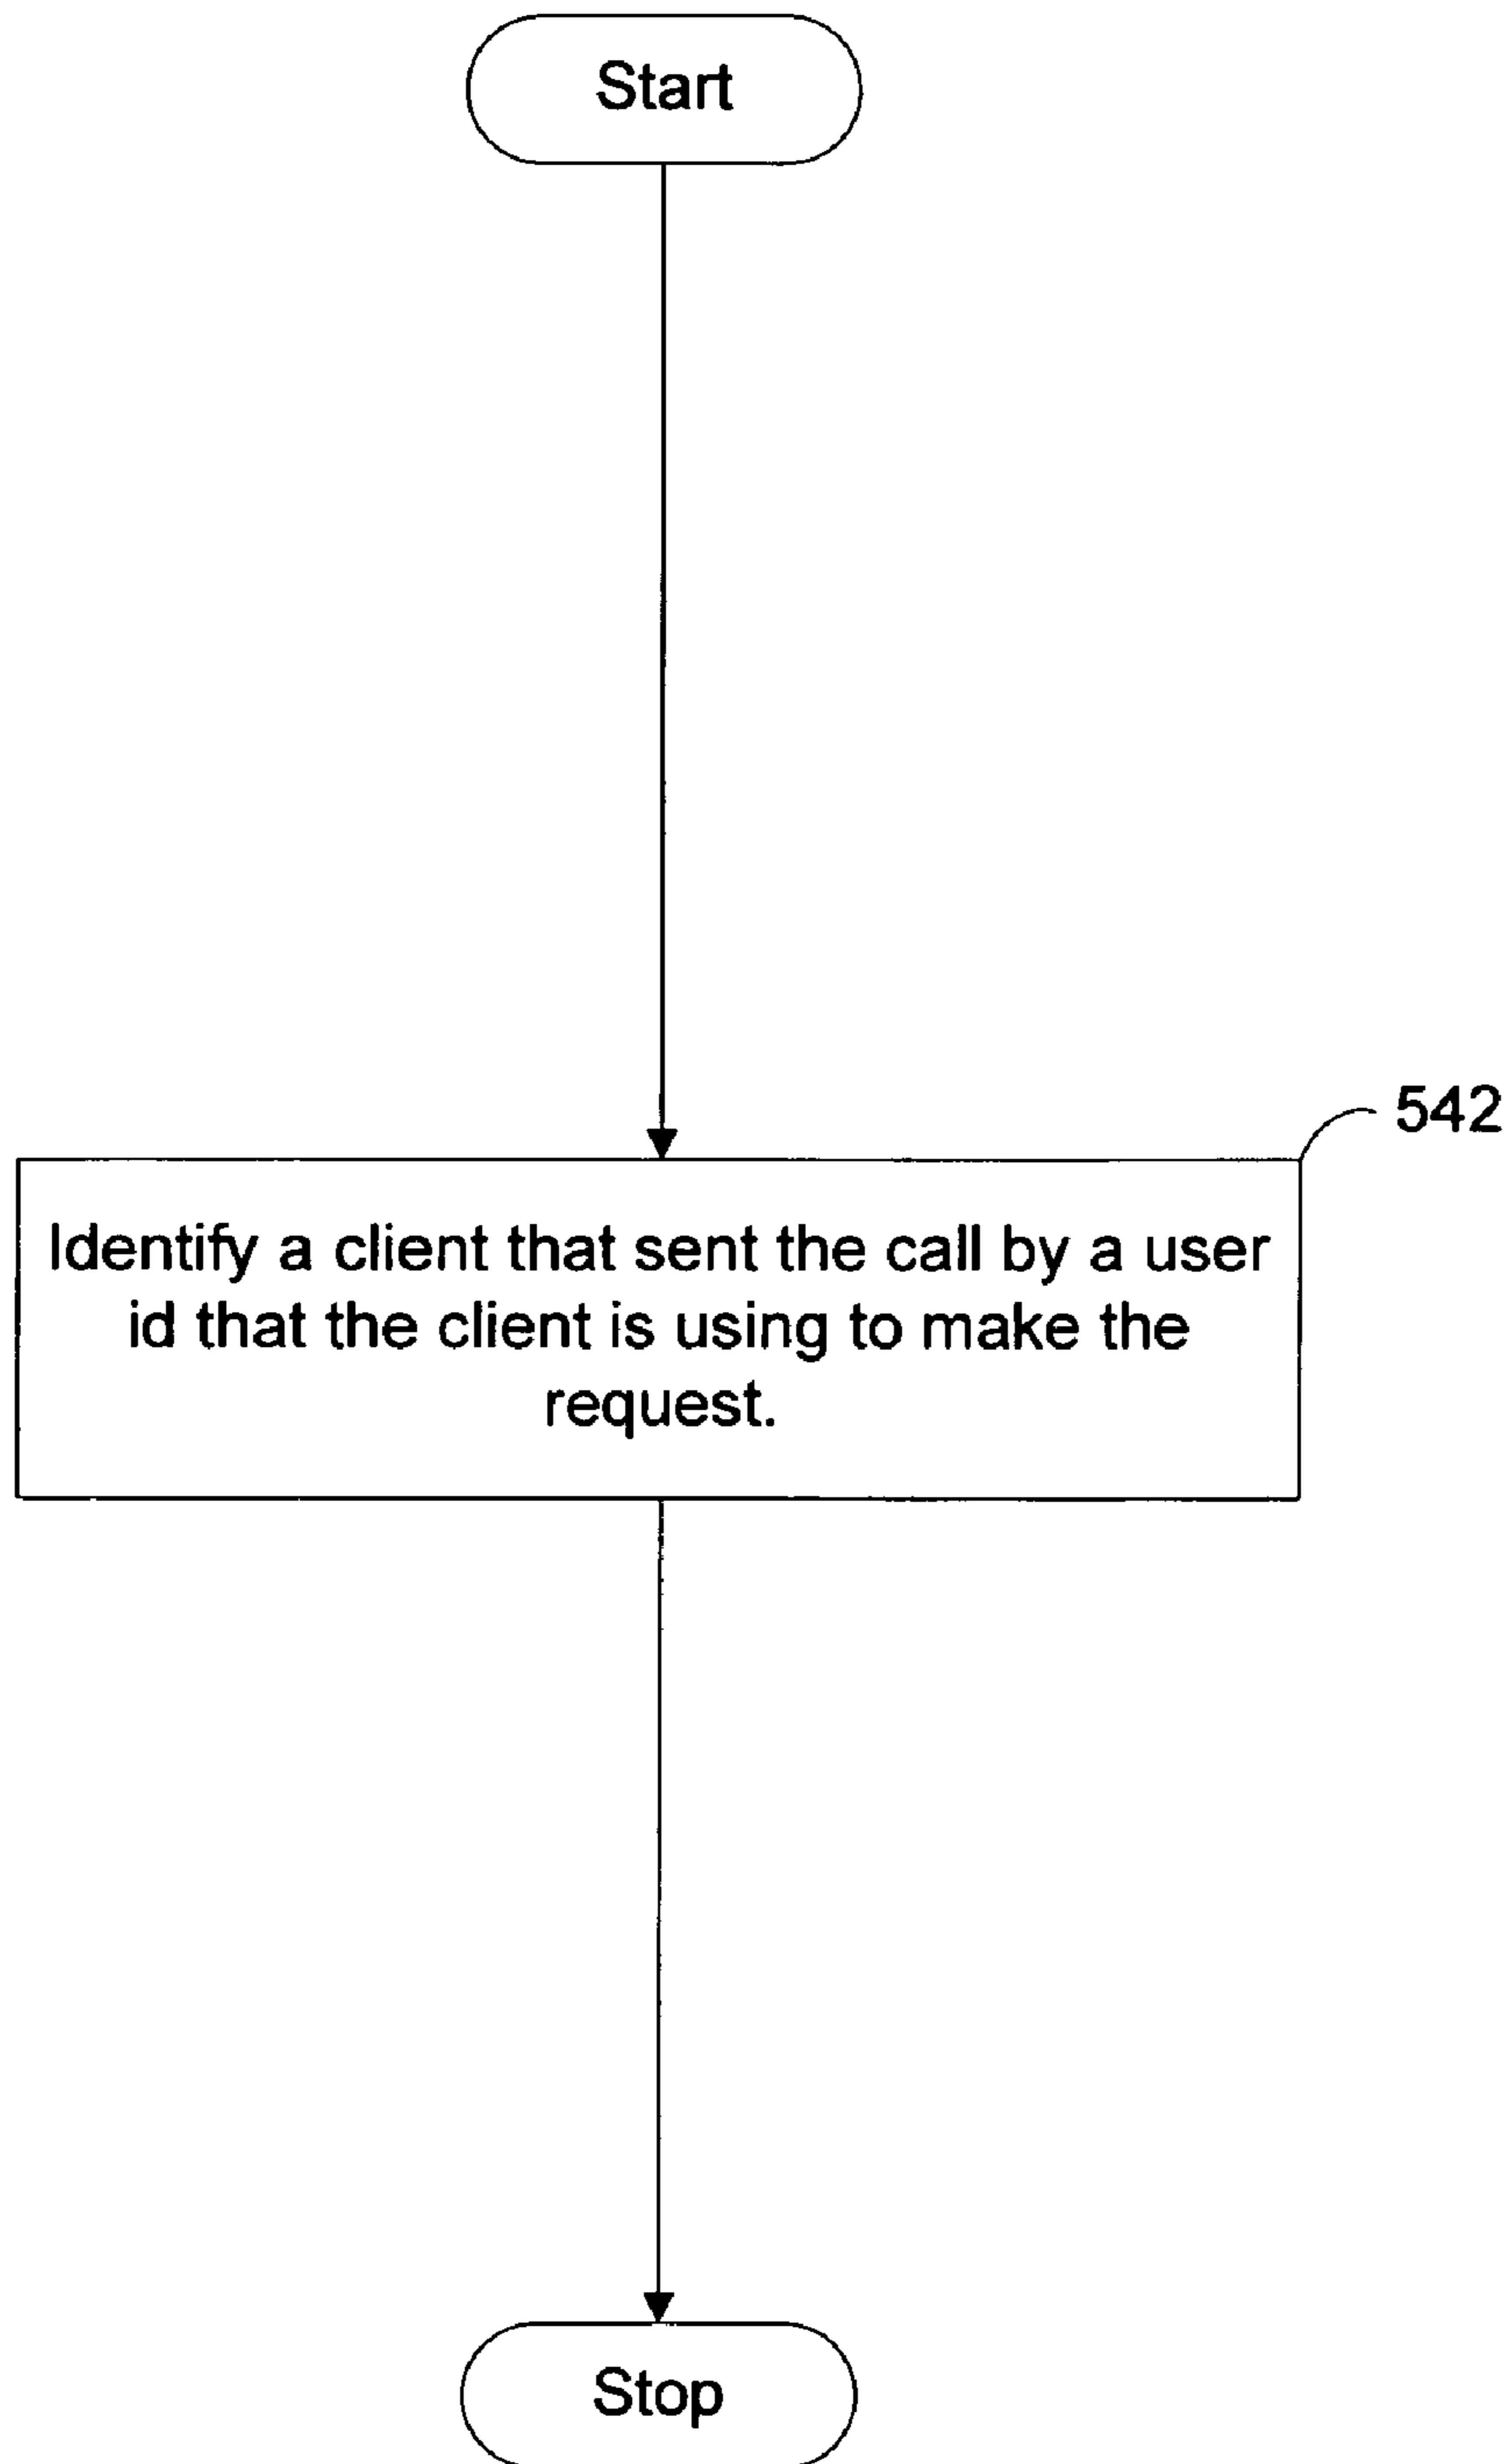 Start
542
Identify a client that sent the call by a user
id that the client is using to make the
request.
Stop